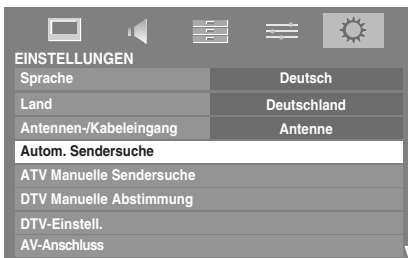 EINSTELLUNGEN
Sprache Deutsch
Land Deutschland
Antennen-/Kabeleingang Antenne
Autom. Sendersuche
ATV Manuelle Sendersuche
DTV Manuelle Abstimmung
DTV-Einstell.
AV-Anschluss